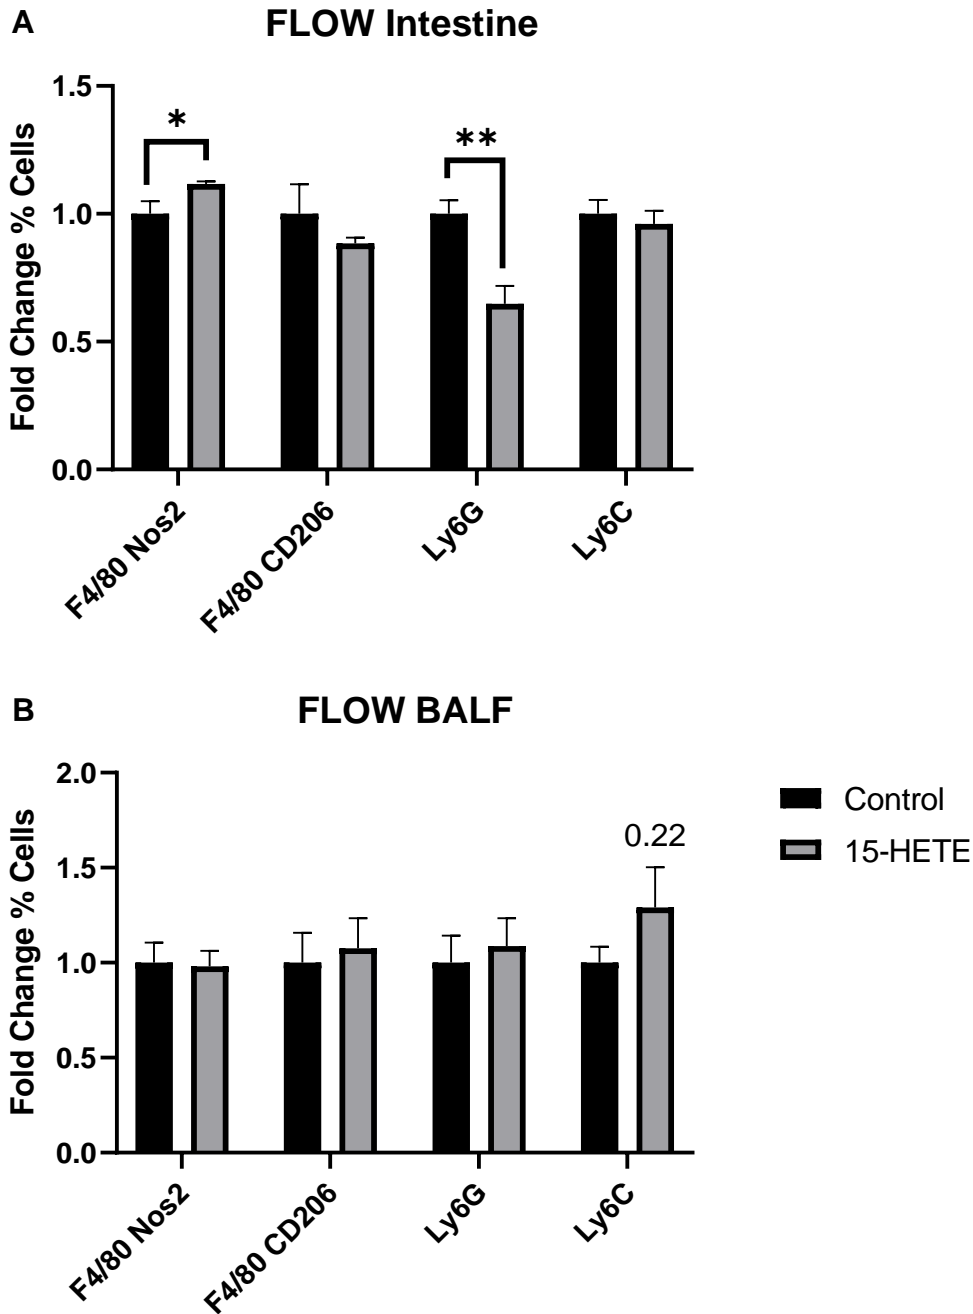 A
FLOW Intestine
Fold Change % Cells
1.5
1.0
0.5
0.0
*
**
F4/80 Nos2
F4/80 CD206
Ly6G
Ly6C
B
FLOW BALF
Fold Change % Cells
2.0
1.5
1.0
0.5
0.0
0.22
F4/80 Nos2
F4/80 CD206
Ly6G
Ly6C
Control
15-HETE